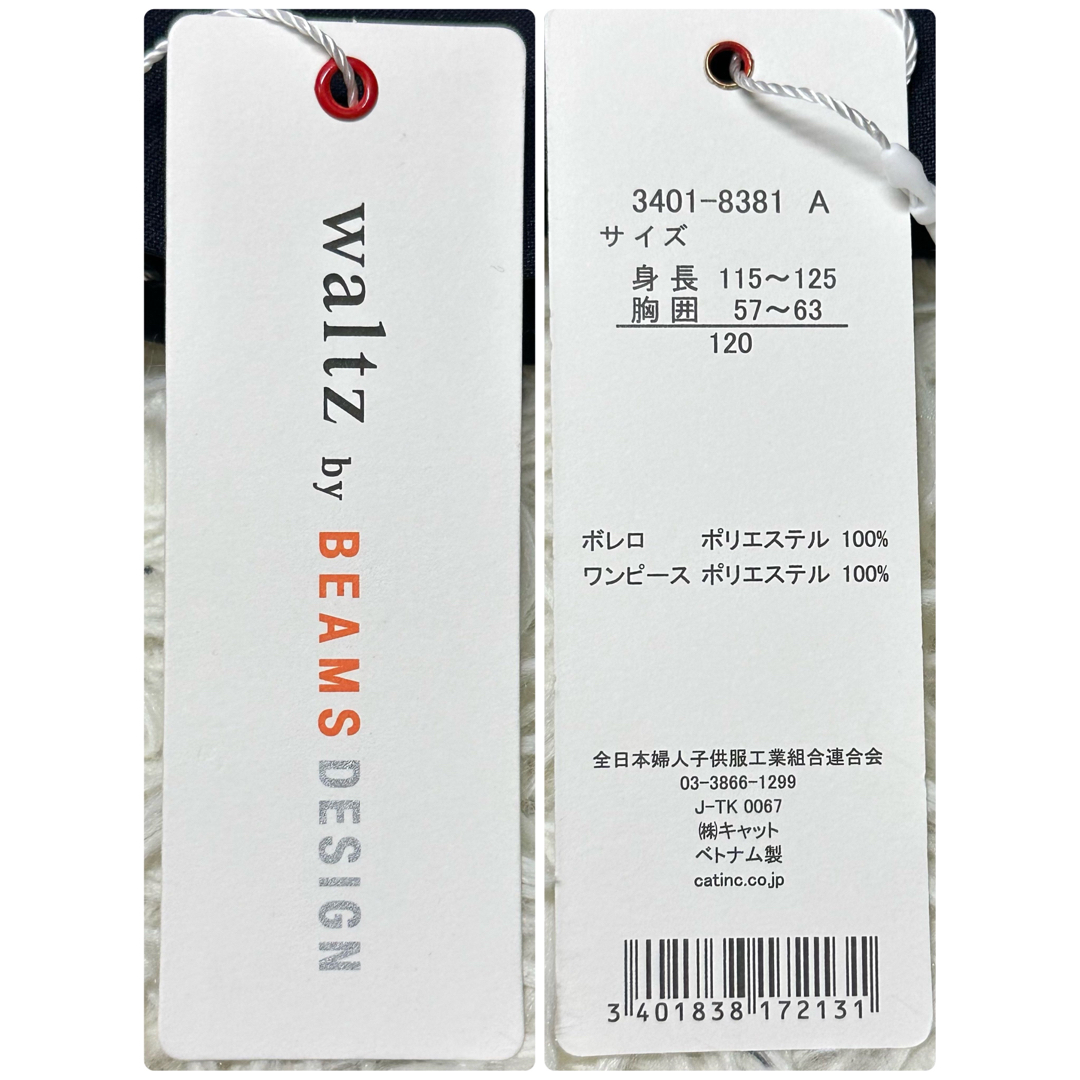 waltz by BEAMS DESIGN
3401-8381 A
サイズ
身長 115～125
胸囲 57～63
120
ボレロ ポリエステル 100%
ワンピース ポリエステル 100%
全日本婦人子供服工業組合連合会
03-3866-1299
J-TK 0067
㈱キャット
ベトナム製
catinc.co.jp
3 401838 172131